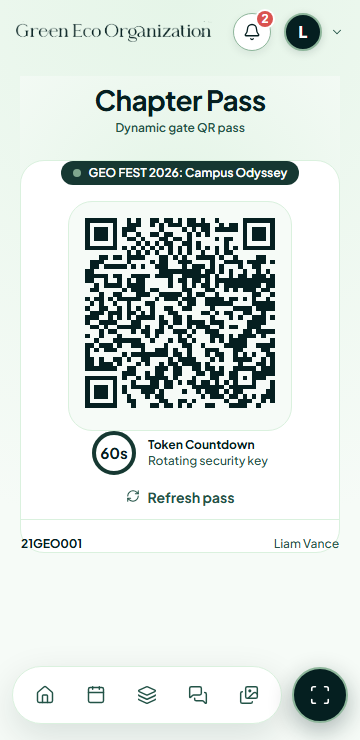 Green Eco Organization
2
L
Chapter Pass
Dynamic gate QR pass
GEO FEST 2026: Campus Odyssey
60s
Token Countdown
Rotating security key
Refresh pass
21GEO001
Liam Vance